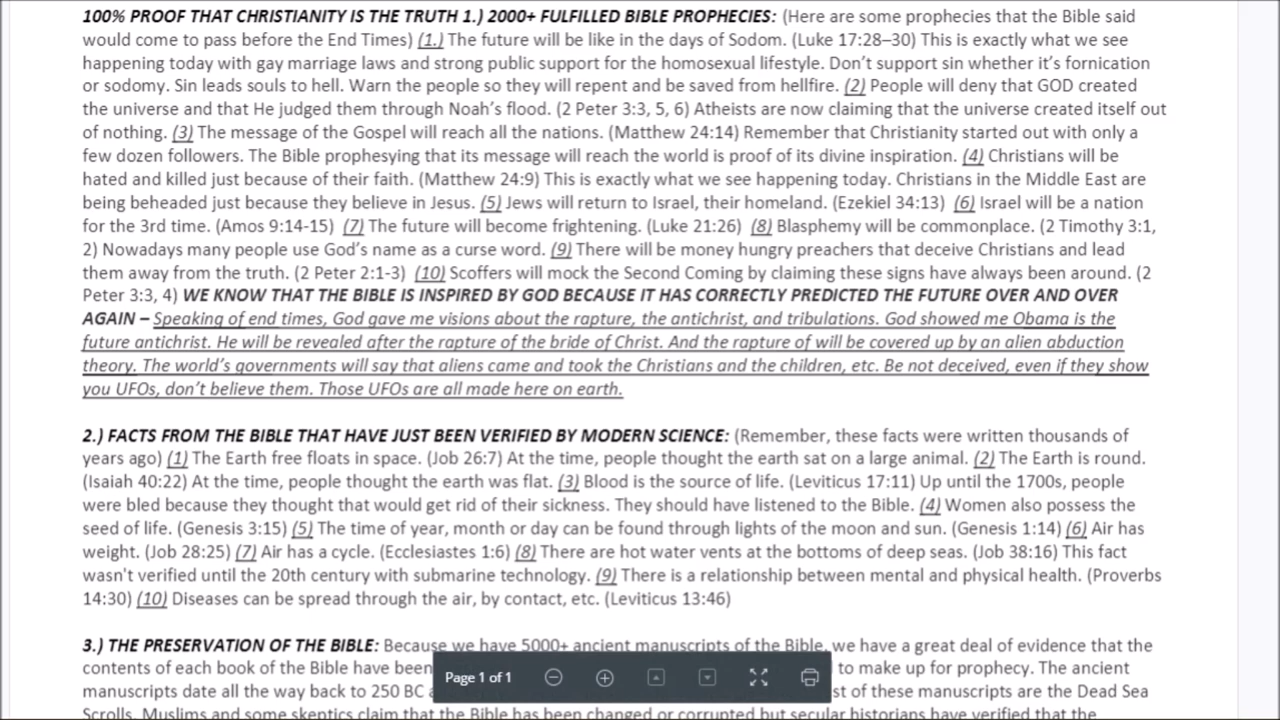 100% PROOF THAT CHRISTIANITY IS THE TRUTH 1.) 2000+ FULFILLED BIBLE PROPHECIES: (Here are some prophecies that the Bible said
would come to pass before the End Times) (1.) The future will be like in the days of Sodom. (Luke 17:28–30) This is exactly what we see
happening today with gay marriage laws and strong public support for the homosexual lifestyle. Don't support sin whether it's fornication
or sodomy. Sin leads souls to hell. Warn the people so they will repent and be saved from hellfire. (2) People will deny that GOD created
the universe and that He judged them through Noah's flood. (2 Peter 3:3, 5, 6) Atheists are now claiming that the universe created itself out
of nothing. (3) The message of the Gospel will reach all the nations. (Matthew 24:14) Remember that Christianity started out with only a
few dozen followers. The Bible prophesying that its message will reach the world is proof of its divine inspiration. (4) Christians will be
hated and killed just because of their faith. (Matthew 24:9) This is exactly what we see happening today. Christians in the Middle East are
being beheaded just because they believe in Jesus. (5) Jews will return to Israel, their homeland. (Ezekiel 34:13) (6) Israel will be a nation
for the 3rd time. (Amos 9:14-15) (7) The future will become frightening. (Luke 21:26) (8) Blasphemy will be commonplace. (2 Timothy 3:1,
2) Nowadays many people use God's name as a curse word. (9) There will be money hungry preachers that deceive Christians and lead
them away from the truth. (2 Peter 2:1-3) (10) Scoffers will mock the Second Coming by claiming these signs have always been around. (2
Peter 3:3, 4) WE KNOW THAT THE BIBLE IS INSPIRED BY GOD BECAUSE IT HAS CORRECTLY PREDICTED THE FUTURE OVER AND OVER
AGAIN – Speaking of end times, God gave me visions about the rapture, the antichrist, and tribulations. God showed me Obama is the
future antichrist. He will be revealed after the rapture of the bride of Christ. And the rapture of will be covered up by an alien abduction
theory. The world's governments will say that aliens came and took the Christians and the children, etc. Be not deceived, even if they show
you UFOs, don't believe them. Those UFOs are all made here on earth.
2.) FACTS FROM THE BIBLE THAT HAVE JUST BEEN VERIFIED BY MODERN SCIENCE: (Remember, these facts were written thousands of
years ago) (1) The Earth free floats in space. (Job 26:7) At the time, people thought the earth sat on a large animal. (2) The Earth is round.
(Isaiah 40:22) At the time, people thought the earth was flat. (3) Blood is the source of life. (Leviticus 17:11) Up until the 1700s, people
were bled because they thought that would get rid of their sickness. They should have listened to the Bible. (4) Women also possess the
seed of life. (Genesis 3:15) (5) The time of year, month or day can be found through lights of the moon and sun. (Genesis 1:14) (6) Air has
weight. (Job 28:25) (7) Air has a cycle. (Ecclesiastes 1:6) (8) There are hot water vents at the bottoms of deep seas. (Job 38:16) This fact
wasn't verified until the 20th century with submarine technology. (9) There is a relationship between mental and physical health. (Proverbs
14:30) (10) Diseases can be spread through the air, by contact, etc. (Leviticus 13:46)
3.) THE PRESERVATION OF THE BIBLE: Because we have 5000+ ancient manuscripts of the Bible, we have a great deal of evidence that the
contents of each book of the Bible have been to make up for prophecy. The ancient
manuscripts date all the way back to 250 BC st of these manuscripts are the Dead Sea
Scrolls. Muslims and some skeptics claim that the Bible has been changed or corrupted but secular historians have verified that the
Page 1 of 1